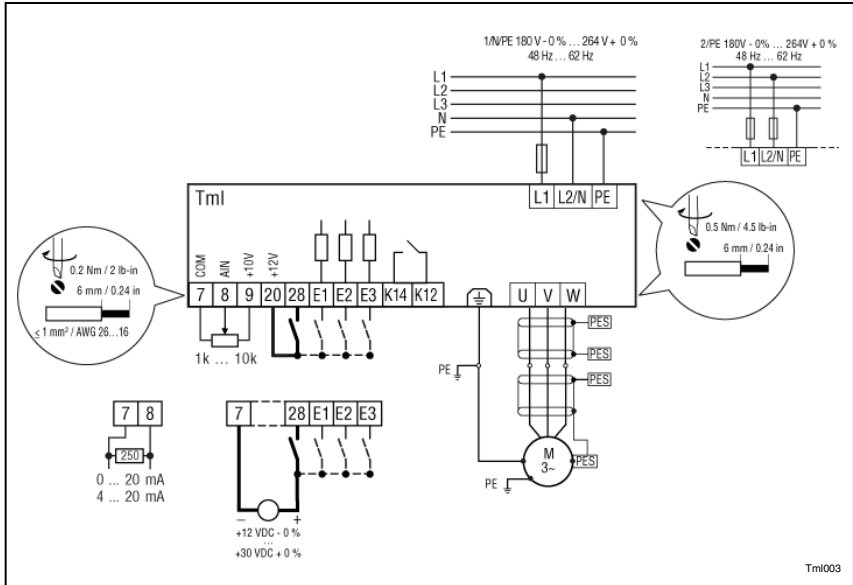 1/N/PE 180 V - 0 % ... 264 V + 0 %
48 Hz ... 62 Hz
2/PE 180V - 0% ... 264V + 0 %
48 Hz ... 62 Hz
L1
L2
L3
N
PE
L1
L2
L3
N
PE
L1 L2/N PE
Tml
L1 L2/N PE
0.2 Nm / 2 lb-in
6 mm / 0.24 in
≤ 1 mm² / AWG 26...16
0.5 Nm / 4.5 lb-in
6 mm / 0.24 in
COM AIN +10V +12V
7 8 9 20 28 E1 E2 E3 K14 K12
U V W
1k ... 10k
PES
PES
PES
PE
M
3~
PES
PE
7 8
250
0 ... 20 mA
4 ... 20 mA
7 28 E1 E2 E3
– +
+12 VDC - 0 %
...
+30 VDC + 0 %
Tml003